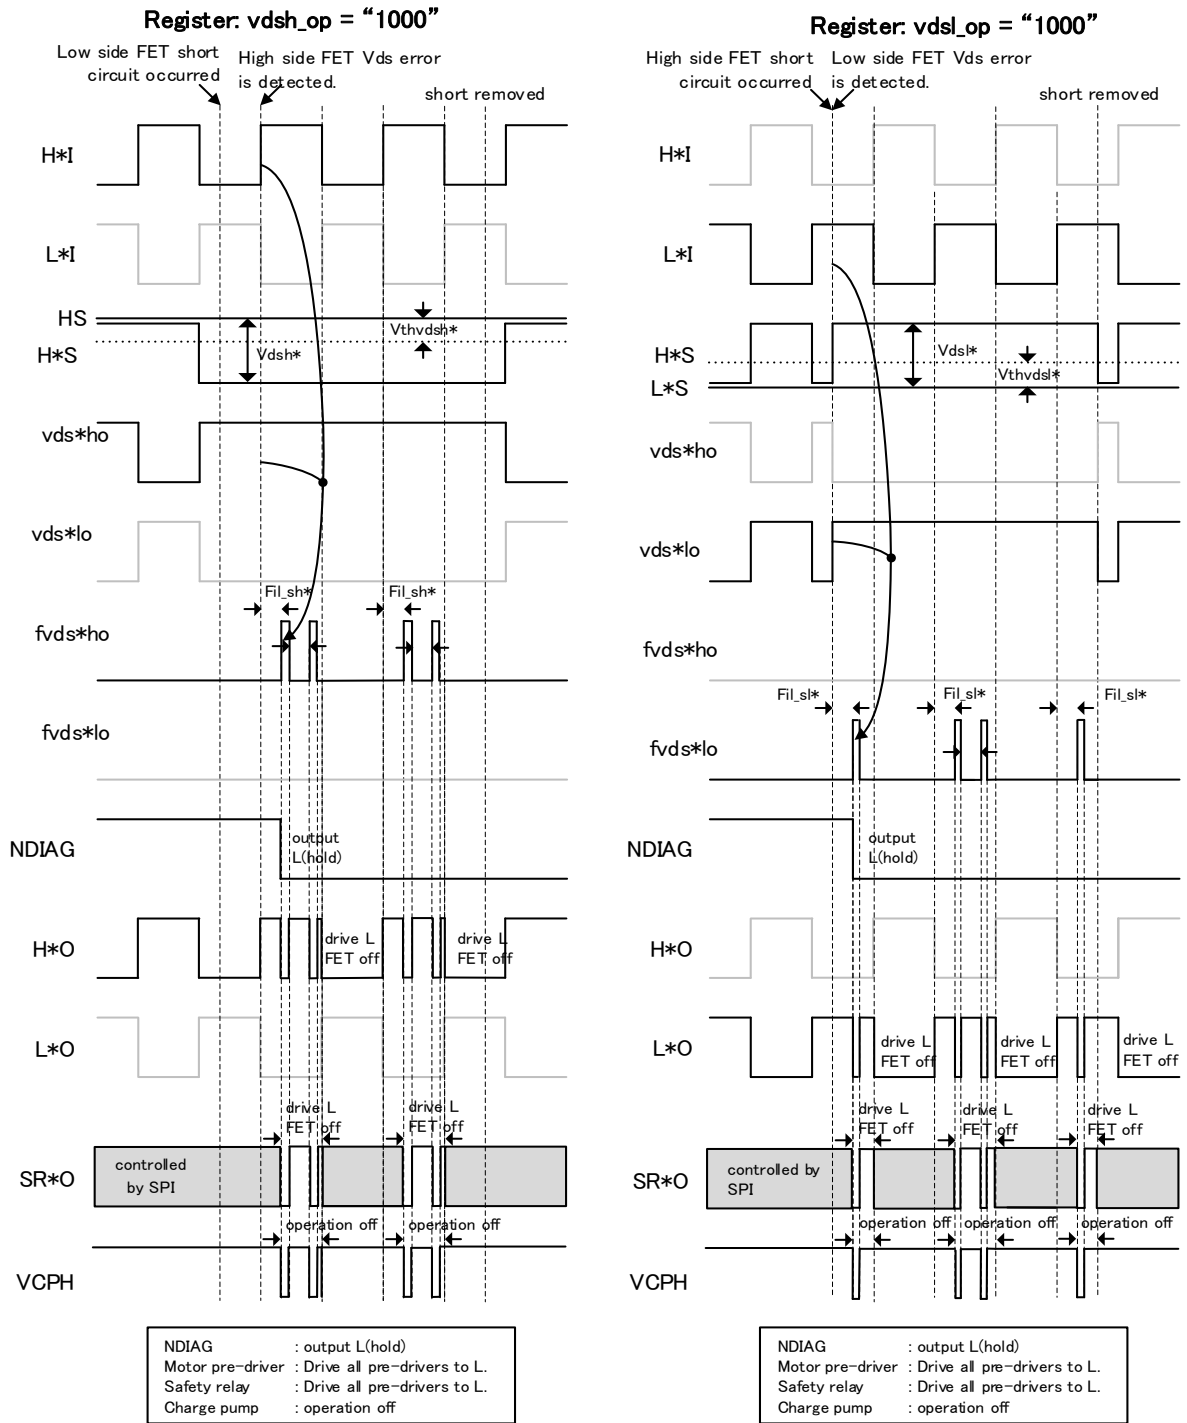 Register: vdsh_op = “1000”
Low side FET short
circuit occurred
High side FET Vds error
is detected.
short removed
H*I
L*I
HS
Vthvdsh*
H*S
Vdsh*
vds*ho
vds*lo
Fil_sh*
Fil_sh*
fvds*ho
fvds*lo
output
L(hold)
NDIAG
H*O
drive L
FET off
drive L
FET off
L*O
drive L
FET off
drive L
FET off
controlled
by SPI
SR*O
operation off
operation off
VCPH
NDIAG : output L(hold)
Motor pre-driver : Drive all pre-drivers to L.
Safety relay : Drive all pre-drivers to L.
Charge pump : operation off
Register: vdsl_op = “1000”
High side FET short
circuit occurred
Low side FET Vds error
is detected.
short removed
H*I
L*I
H*S
Vdsl*
Vthvdsl*
L*S
vds*ho
vds*lo
fvds*ho
Fil_sl*
Fil_sl*
Fil_sl*
fvds*lo
output
L(hold)
NDIAG
H*O
L*O
drive L
FET off
drive L
FET off
drive L
FET off
drive L
FET off
drive L
FET off
drive L
FET off
controlled by
SPI
SR*O
operation off
operation off
operation off
VCPH
NDIAG : output L(hold)
Motor pre-driver : Drive all pre-drivers to L.
Safety relay : Drive all pre-drivers to L.
Charge pump : operation off